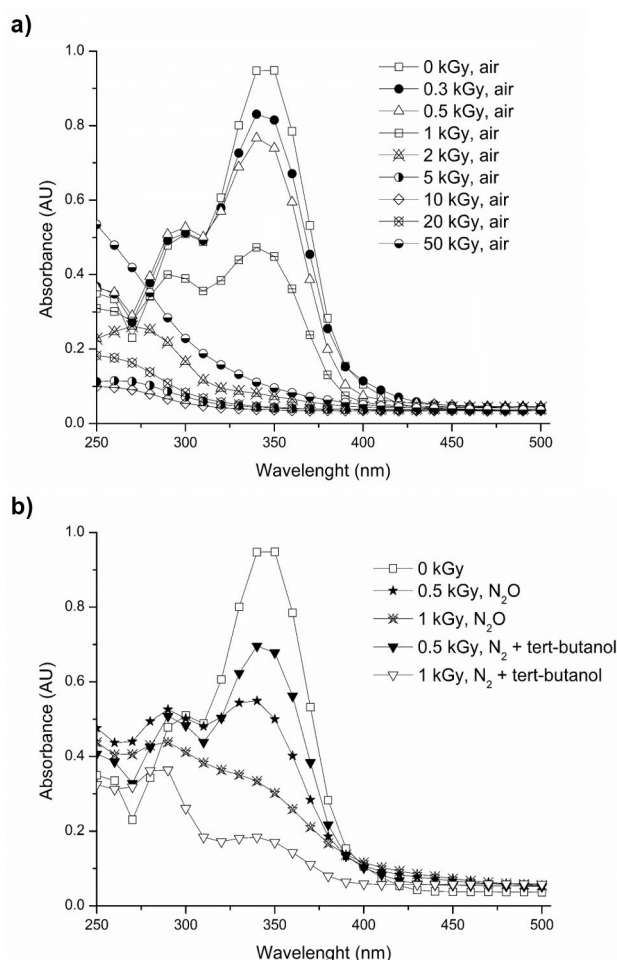 a)
1.0
0.8
0.6
0.4
0.2
0.0
Absorbance (AU)
0 kGy, air
0.3 kGy, air
0.5 kGy, air
1 kGy, air
2 kGy, air
5 kGy, air
10 kGy, air
20 kGy, air
50 kGy, air
250 300 350 400 450 500
Wavelenght (nm)
b)
1.0
0.8
0.6
0.4
0.2
0.0
Absorbance (AU)
0 kGy
0.5 kGy, N₂O
1 kGy, N₂O
0.5 kGy, N₂ + tert-butanol
1 kGy, N₂ + tert-butanol
250 300 350 400 450 500
Wavelenght (nm)